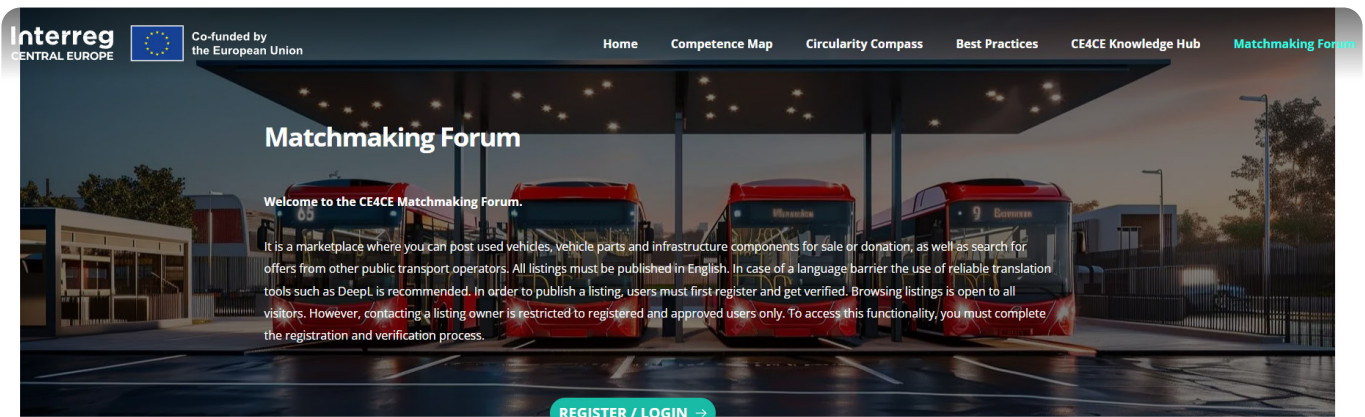 Interreg
CENTRAL EUROPE
Co-funded by
the European Union
Home
Competence Map
Circularity Compass
Best Practices
CE4CE Knowledge Hub
Matchmaking Forum
Matchmaking Forum
Welcome to the CE4CE Matchmaking Forum.
85
9
It is a marketplace where you can post used vehicles, vehicle parts and infrastructure components for sale or donation, as well as search for
offers from other public transport operators. All listings must be published in English. In case of a language barrier the use of reliable translation
tools such as DeepL is recommended. In order to publish a listing, users must first register and get verified. Browsing listings is open to all
visitors. However, contacting a listing owner is restricted to registered and approved users only. To access this functionality, you must complete
the registration and verification process.
REGISTER / LOGIN →